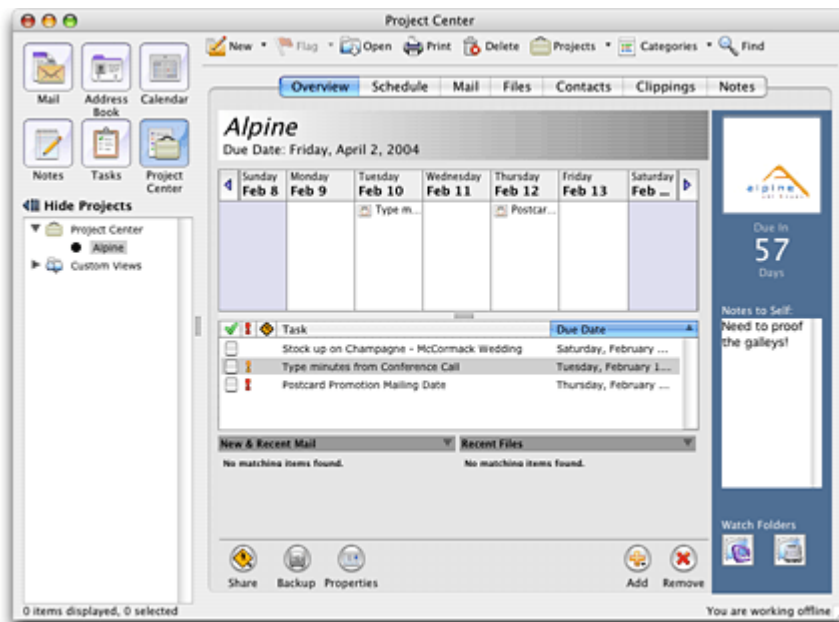 Project Center
New Flag Open Print Delete Projects Categories Find
Mail Address Book Calendar
Notes Tasks Project Center
Overview Schedule Mail Files Contacts Clippings Notes
Hide Projects
Project Center
Alpine
Custom Views
Alpine
Due Date: Friday, April 2, 2004
Sunday Monday Tuesday Wednesday Thursday Friday Saturday
Feb 8 Feb 9 Feb 10 Feb 11 Feb 12 Feb 13 Feb ...
Type m... Postcar...
Task Due Date
Stock up on Champagne - McCormack Wedding Saturday, February ...
Type minutes from Conference Call Tuesday, February 1...
Postcard Promotion Mailing Date Thursday, February ...
New & Recent Mail Recent Files
No matching items found. No matching items found.
Share Backup Properties Add Remove
alpine
Due In
57
Days
Notes to Self:
Need to proof
the galleys!
Watch Folders
0 items displayed, 0 selected
You are working offline